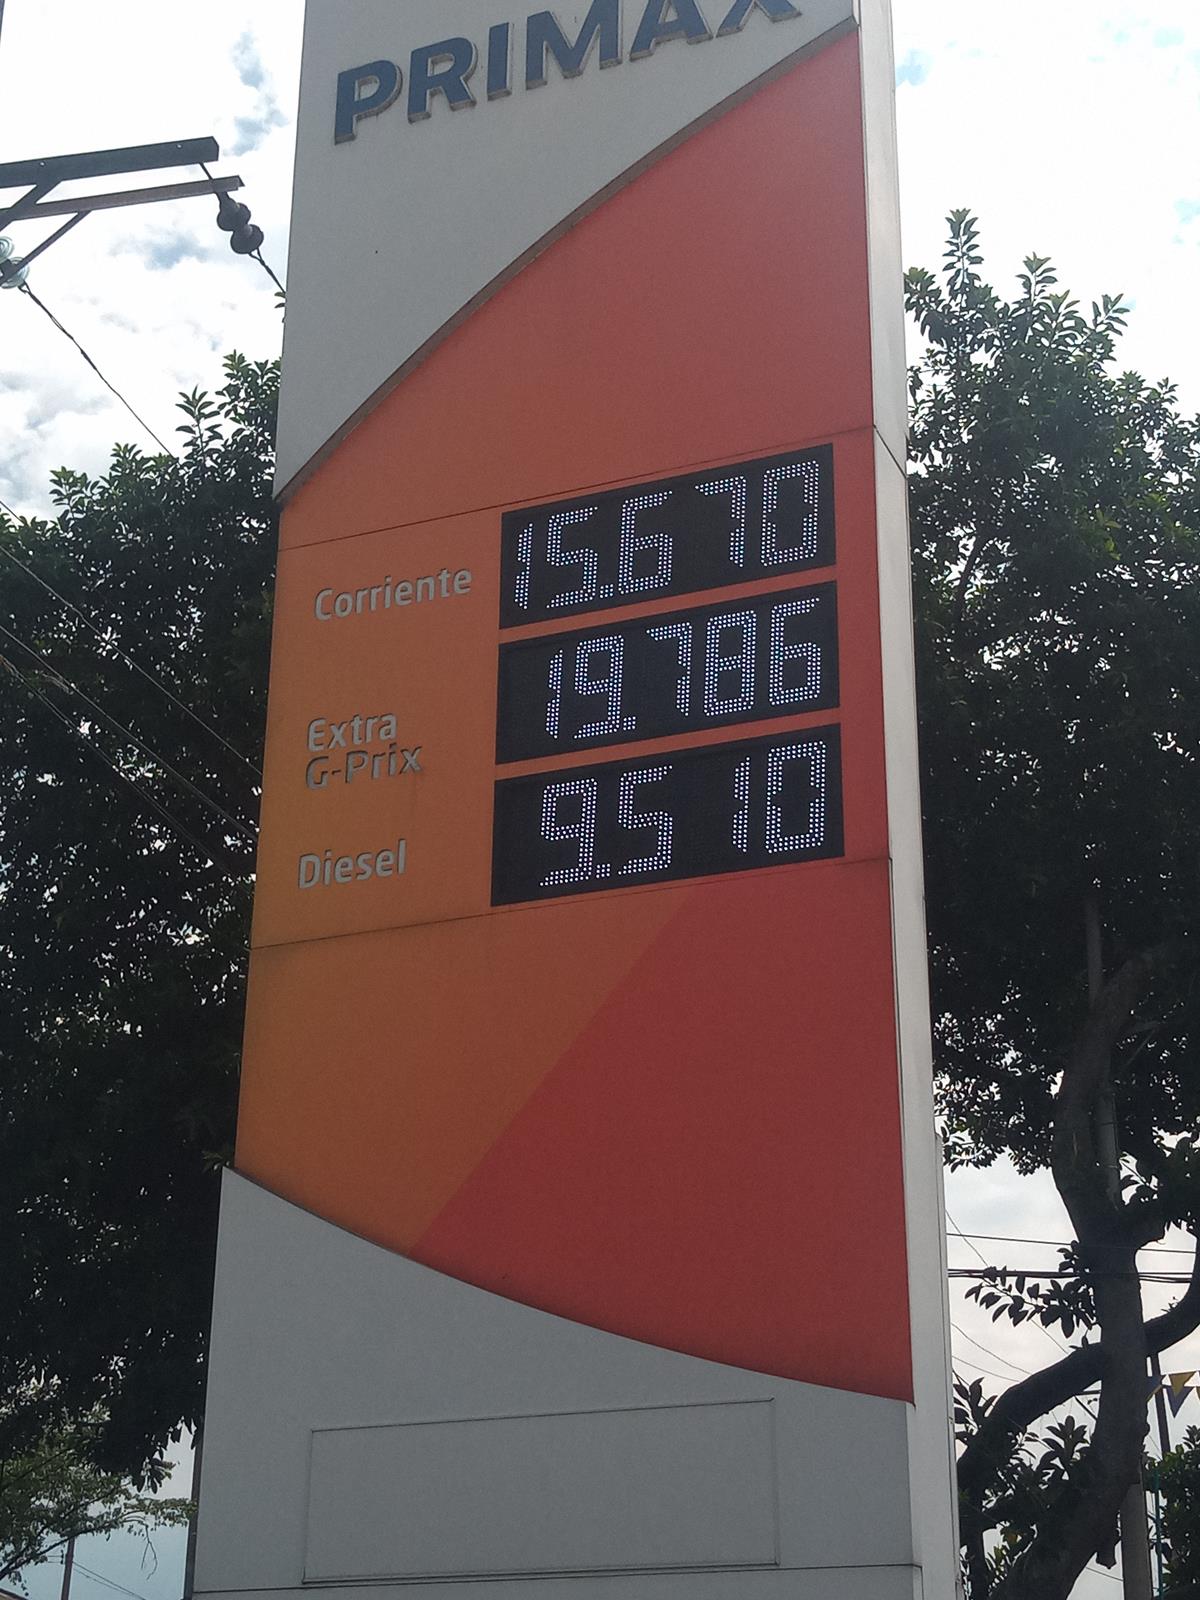 PRIMAX
Corriente 15.670
Extra
G-Prix 19.786
Diesel 9.510